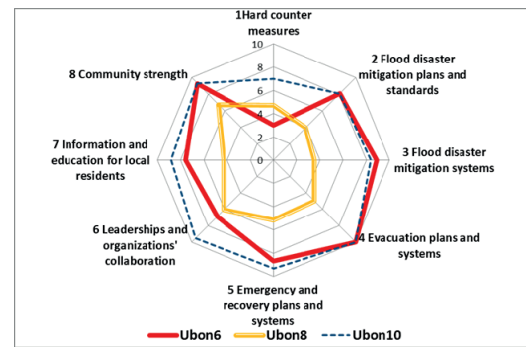 1Hard counter
measures
10
8
6
4
2
0
2 Flood disaster
mitigation plans and
standards
3 Flood disaster
mitigation systems
4 Evacuation plans and
systems
5 Emergency and
recovery plans and
systems
6 Leaderships and
organizations'
collaboration
7 Information and
education for local
residents
8 Community strength
Ubon6 Ubon8 Ubon10